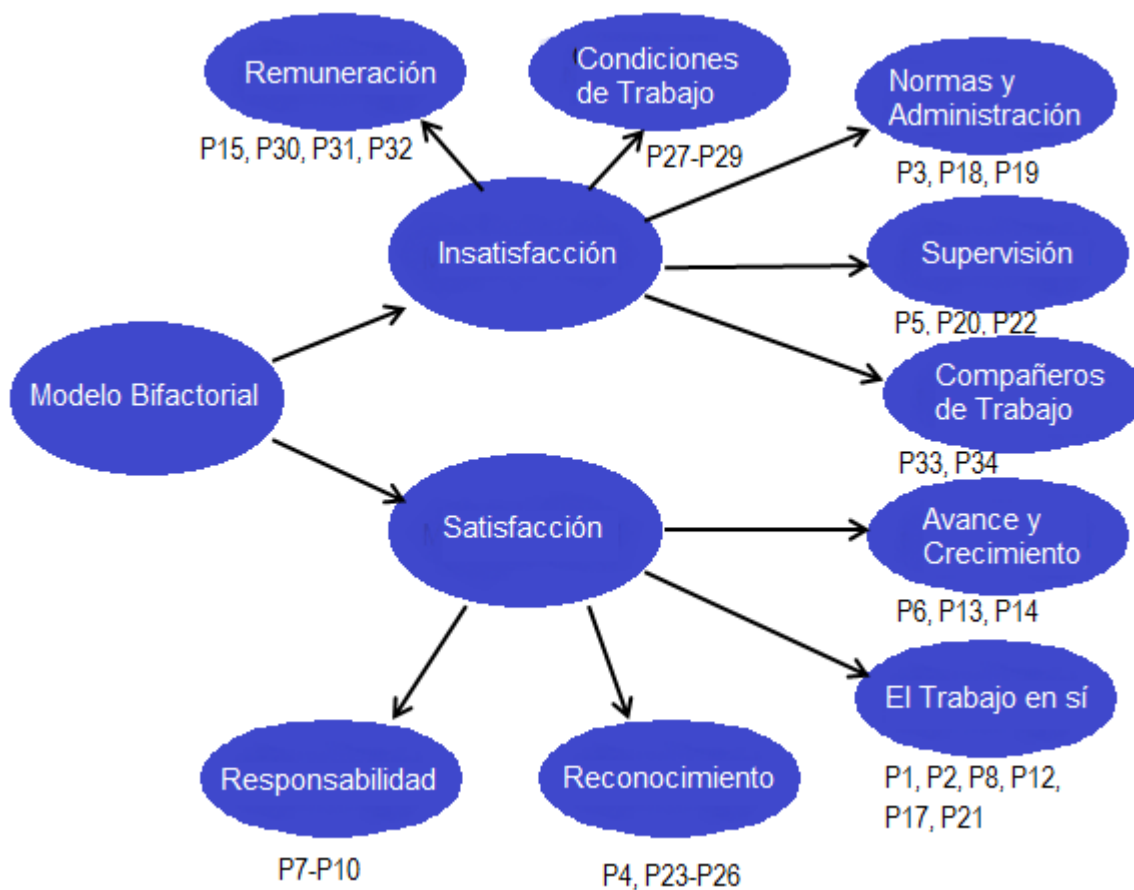 Remuneración
P15, P30, P31, P32
Condiciones
de Trabajo
P27-P29
Normas y
Administración
P3, P18, P19
Insatisfacción
Supervisión
P5, P20, P22
Modelo Bifactorial
Compañeros
de Trabajo
P33, P34
Satisfacción
Avance y
Crecimiento
P6, P13, P14
El Trabajo en sí
P1, P2, P8, P12,
P17, P21
Responsabilidad
P7-P10
Reconocimiento
P4, P23-P26